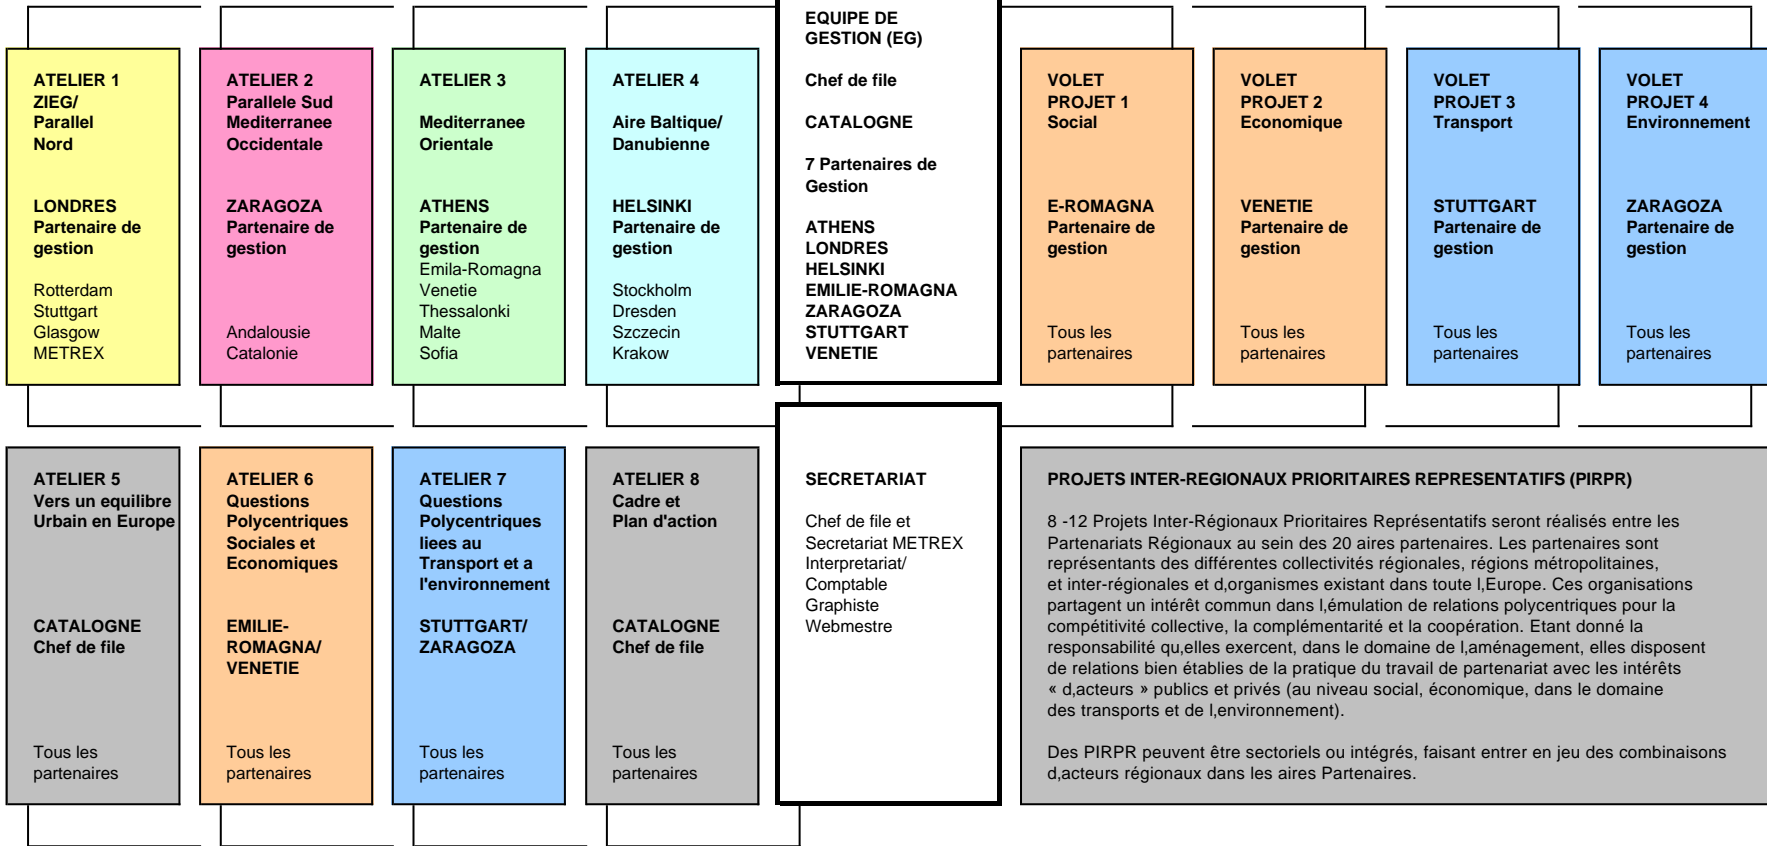 ATELIER 1
ZIEG/
Parallel
Nord
LONDRES
Partenaire de
gestion
Rotterdam
Stuttgart
Glasgow
METREX
ATELIER 2
Parallele Sud
Mediterranee
Occidentale
ZARAGOZA
Partenaire de
gestion
Andalousie
Catalonie
ATELIER 3
Mediterranee
Orientale
ATHENS
Partenaire de
gestion
Emila-Romagna
Venetie
Thessalonki
Malte
Sofia
ATELIER 4
Aire Baltique/
Danubienne
HELSINKI
Partenaire de
gestion
Stockholm
Dresden
Szczecin
Krakow
EQUIPE DE
GESTION (EG)
Chef de file
CATALOGNE
7 Partenaires de
Gestion
ATHENS
LONDRES
HELSINKI
EMILIE-ROMAGNA
ZARAGOZA
STUTTGART
VENETIE
VOLET
PROJET 1
Social
E-ROMAGNA
Partenaire de
gestion
Tous les
partenaires
VOLET
PROJET 2
Economique
VENETIE
Partenaire de
gestion
Tous les
partenaires
VOLET
PROJET 3
Transport
STUTTGART
Partenaire de
gestion
Tous les
partenaires
VOLET
PROJET 4
Environnement
ZARAGOZA
Partenaire de
gestion
Tous les
partenaires
ATELIER 5
Vers un equilibre
Urbain en Europe
CATALOGNE
Chef de file
Tous les
partenaires
ATELIER 6
Questions
Polycentriques
Sociales et
Economiques
EMILIE-
ROMAGNA/
VENETIE
Tous les
partenaires
ATELIER 7
Questions
Polycentriques
liees au
Transport et a
l'environnement
STUTTGART/
ZARAGOZA
Tous les
partenaires
ATELIER 8
Cadre et
Plan d'action
CATALOGNE
Chef de file
Tous les
partenaires
SECRETARIAT
Chef de file et
Secretariat METREX
Interpretariat/
Comptable
Graphiste
Webmestre
PROJETS INTER-REGIONAUX PRIORITAIRES REPRESENTATIFS (PIRPR)
8 -12 Projets Inter-Régionaux Prioritaires Représentatifs seront réalisés entre les
Partenariats Régionaux au sein des 20 aires partenaires. Les partenaires sont
représentants des différentes collectivités régionales, régions métropolitaines,
et inter-régionales et d,organismes existant dans toute l,Europe. Ces organisations
partagent un intérêt commun dans l,émulation de relations polycentriques pour la
compétitivité collective, la complémentarité et la coopération. Etant donné la
responsabilité qu,elles exercent, dans le domaine de l,aménagement, elles disposent
de relations bien établies de la pratique du travail de partenariat avec les intérêts
« d,acteurs » publics et privés (au niveau social, économique, dans le domaine
des transports et de l,environnement).
Des PIRPR peuvent être sectoriels ou intégrés, faisant entrer en jeu des combinaisons
d,acteurs régionaux dans les aires Partenaires.